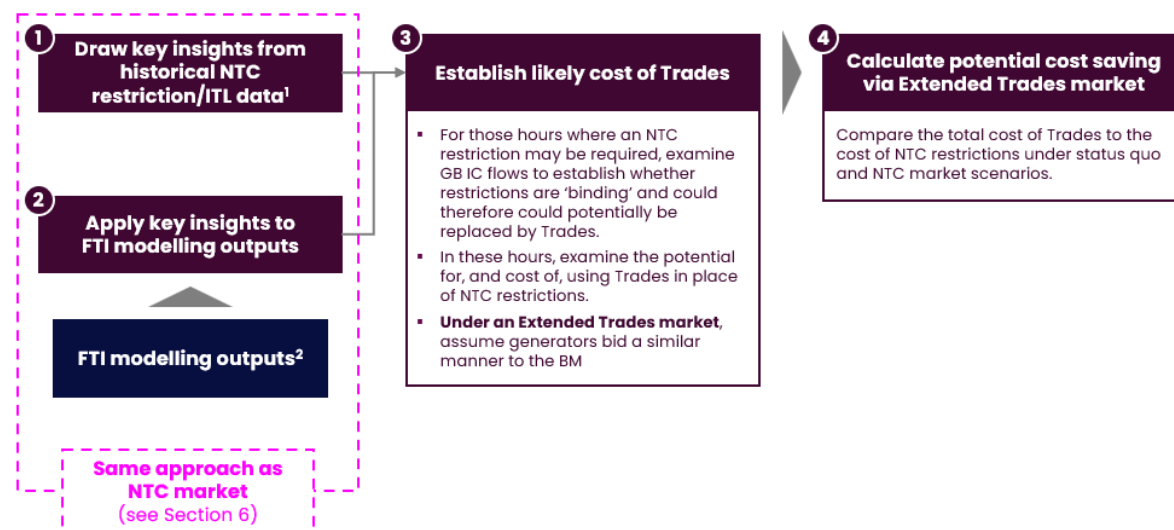 1
Draw key insights from
historical NTC
restriction/ITL data¹
2
Apply key insights to
FTI modelling outputs
FTI modelling outputs²
Same approach as
NTC market
(see Section 6)
3
Establish likely cost of Trades
▪ For those hours where an NTC
restriction may be required, examine
GB IC flows to establish whether
restrictions are ‘binding’ and could
therefore could potentially be
replaced by Trades.
▪ In these hours, examine the potential
for, and cost of, using Trades in place
of NTC restrictions.
▪ Under an Extended Trades market,
assume generators bid a similar
manner to the BM
4
Calculate potential cost saving
via Extended Trades market
Compare the total cost of Trades to the
cost of NTC restrictions under status quo
and NTC market scenarios.